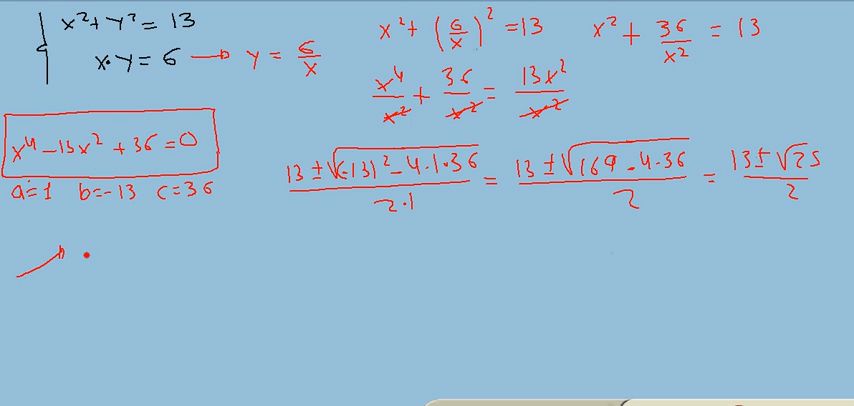 x² + y² = 13
x·y = 6 → y = 6/x
x² + (6/x)² = 13
x² + 36/x² = 13
x⁴/x² + 36/x² = 13x²/x²
x⁴ - 13x² + 36 = 0
a=1 b=-13 c=36
(13 ± √((-13)² - 4·1·36))/(2·1) = (13 ± √(169 - 4·36))/2 = (13 ± √25)/2